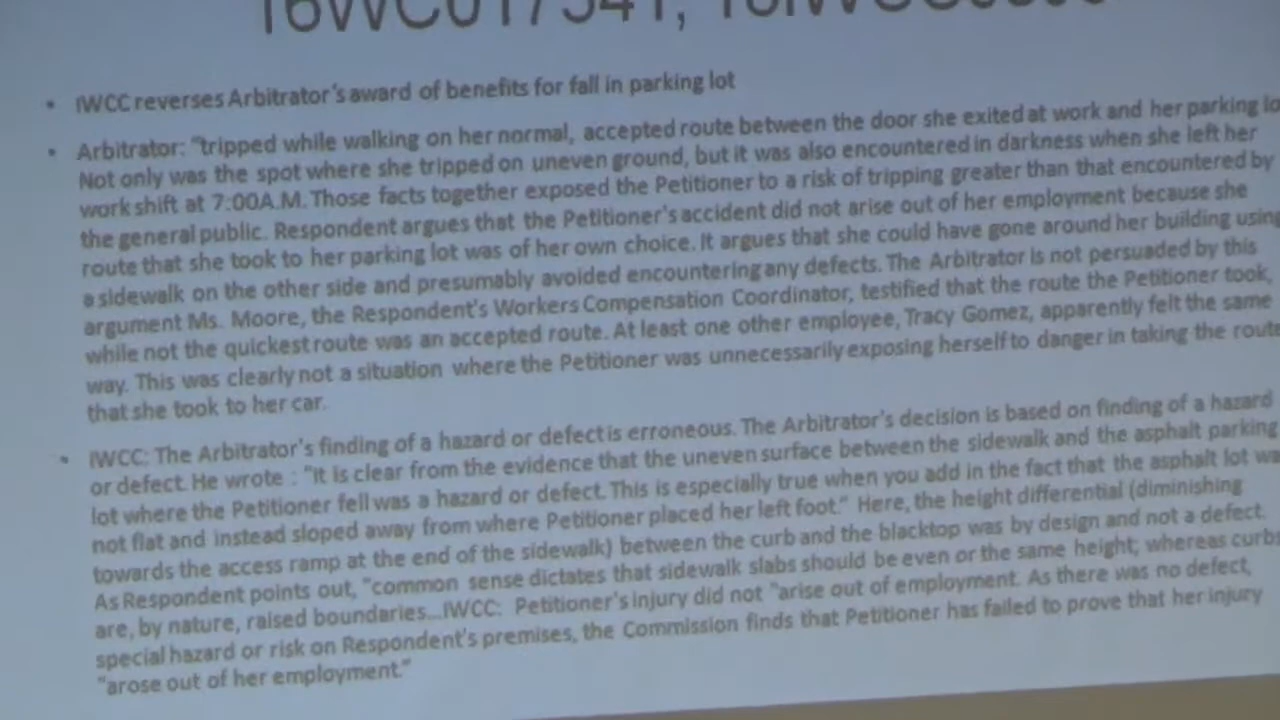 16WC017541,
• IWCC reverses Arbitrator's award of benefits for fall in parking lot
• Arbitrator: "tripped while walking on her normal, accepted route between the door she exited at work and her parking lo
Not only was the spot where she tripped on uneven ground, but it was also encountered in darkness when she left her
work shift at 7:00A.M. Those facts together exposed the Petitioner to a risk of tripping greater than that encountered by
the general public. Respondent argues that the Petitioner's accident did not arise out of her employment because she
route that she took to her parking lot was of her own choice. It argues that she could have gone around her building using
a sidewalk on the other side and presumably avoided encountering any defects. The Arbitrator is not persuaded by this
argument Ms. Moore, the Respondent's Workers Compensation Coordinator, testified that the route the Petitioner took,
while not the quickest route was an accepted route. At least one other employee, Tracy Gomez, apparently felt the same
way. This was clearly not a situation where the Petitioner was unnecessarily exposing herself to danger in taking the route
that she took to her car.
• IWCC: The Arbitrator's finding of a hazard or defect is erroneous. The Arbitrator's decision is based on finding of a hazard
or defect. He wrote : "It is clear from the evidence that the uneven surface between the sidewalk and the asphalt parking
lot where the Petitioner fell was a hazard or defect. This is especially true when you add in the fact that the asphalt lot wa
not flat and instead sloped away from where Petitioner placed her left foot." Here, the height differential (diminishing
towards the access ramp at the end of the sidewalk) between the curb and the blacktop was by design and not a defect.
As Respondent points out, "common sense dictates that sidewalk slabs should be even or the same height; whereas curbs
are, by nature, raised boundaries...IWCC: Petitioner's injury did not "arise out of employment. As there was no defect,
special hazard or risk on Respondent's premises, the Commission finds that Petitioner has failed to prove that her injury
"arose out of her employment."